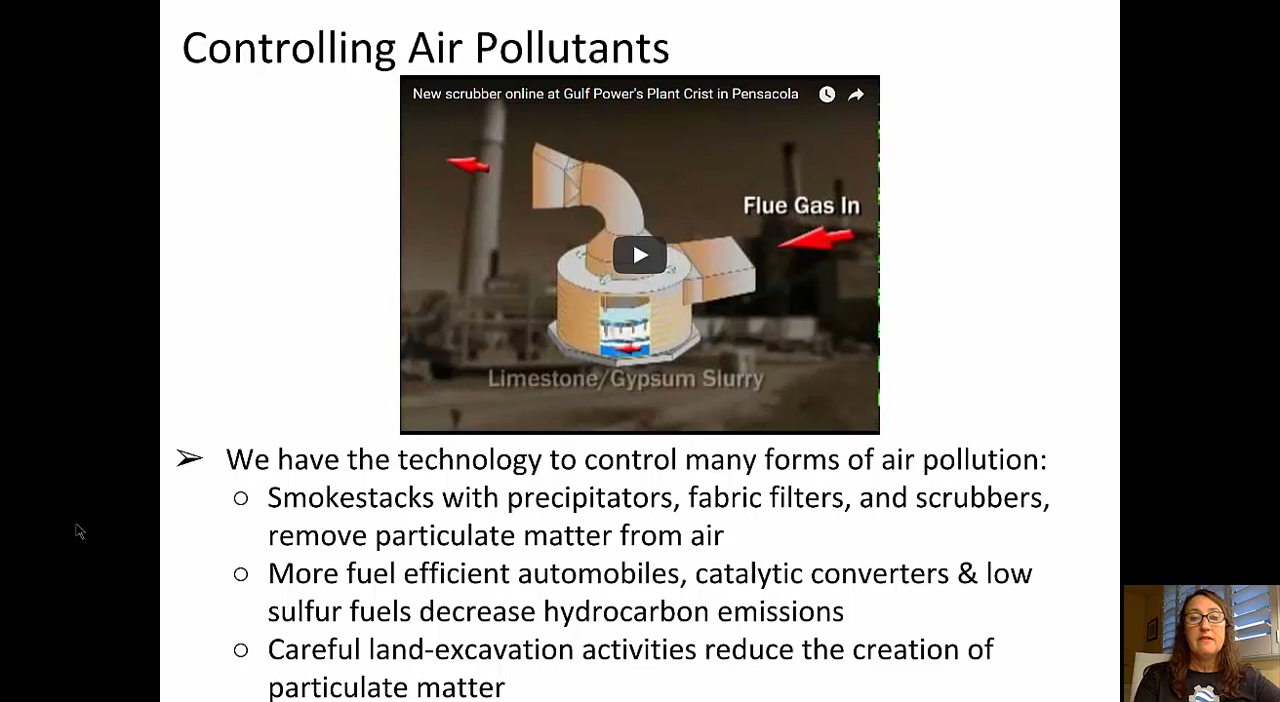 Controlling Air Pollutants
New scrubber online at Gulf Power's Plant Crist in Pensacola
Flue Gas In
Limestone/Gypsum Slurry
➢ We have the technology to control many forms of air pollution:
○ Smokestacks with precipitators, fabric filters, and scrubbers,
remove particulate matter from air
○ More fuel efficient automobiles, catalytic converters & low
sulfur fuels decrease hydrocarbon emissions
○ Careful land-excavation activities reduce the creation of
particulate matter